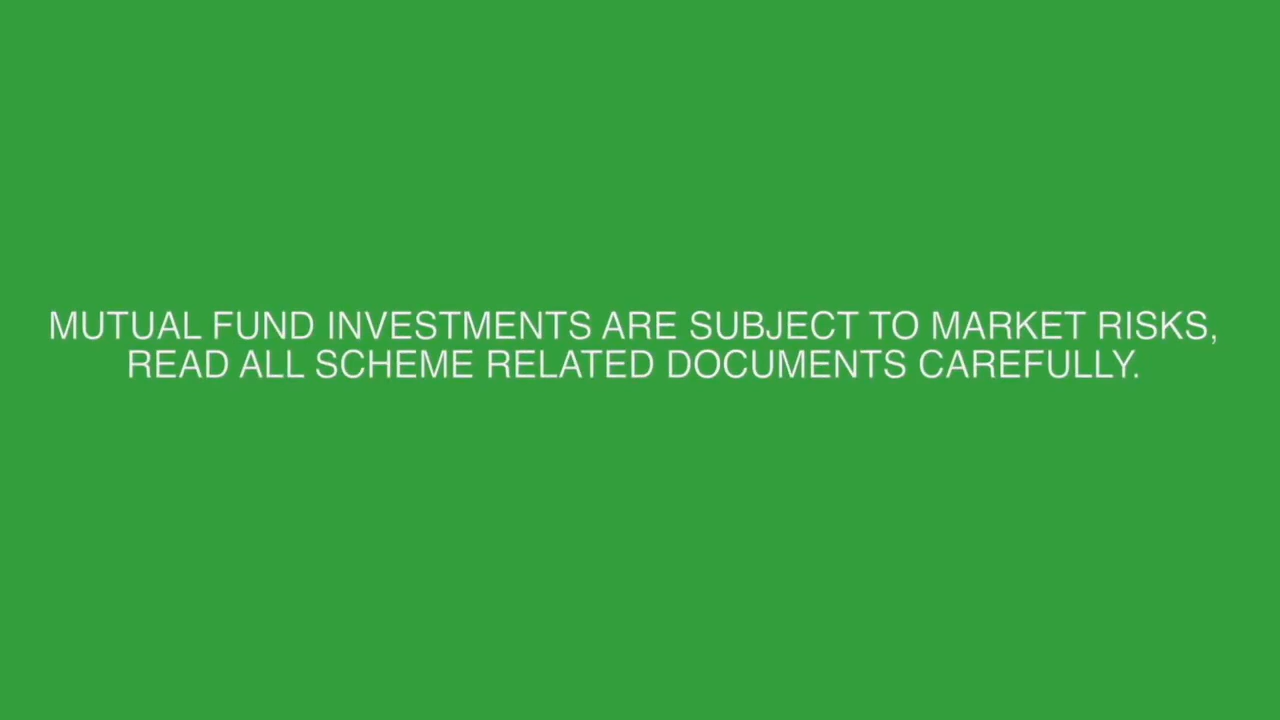 MUTUAL FUND INVESTMENTS ARE SUBJECT TO MARKET RISKS,
READ ALL SCHEME RELATED DOCUMENTS CAREFULLY.